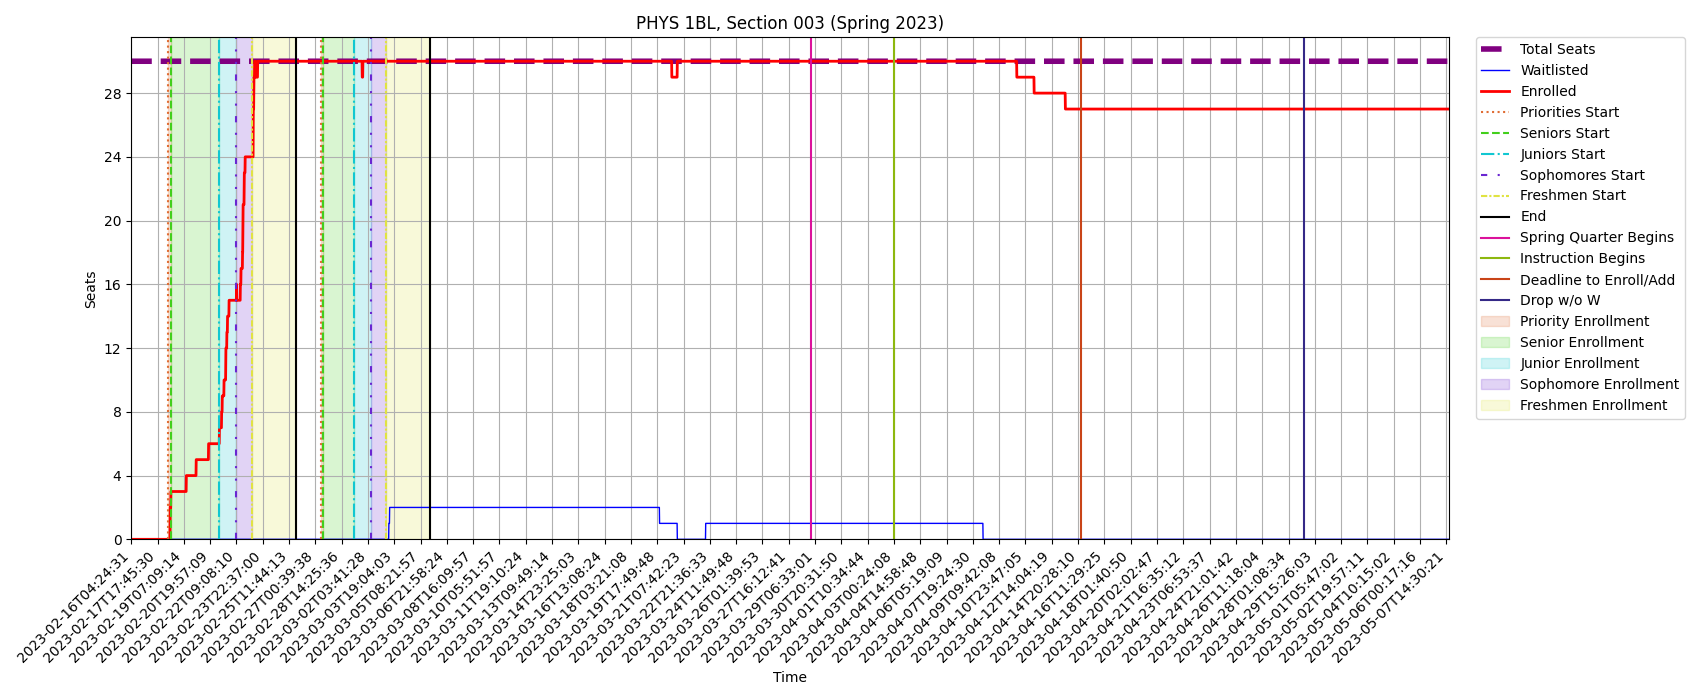 PHYS 1BL, Section 003 (Spring 2023)
Seats
28
24
20
16
12
8
4
0
2023-02-16T04:24:31
2023-02-17T17:45:30
2023-02-19T07:09:14
2023-02-20T19:57:09
2023-02-22T09:08:10
2023-02-23T22:37:00
2023-02-25T11:44:13
2023-02-27T00:39:38
2023-02-28T14:25:36
2023-03-02T03:41:28
2023-03-03T19:04:03
2023-03-05T08:21:57
2023-03-06T21:58:24
2023-03-08T16:09:57
2023-03-10T05:51:57
2023-03-11T19:10:24
2023-03-13T09:49:14
2023-03-14T23:25:03
2023-03-16T13:08:24
2023-03-18T03:21:08
2023-03-19T17:49:48
2023-03-21T07:42:23
2023-03-22T21:36:33
2023-03-24T11:49:48
2023-03-26T01:39:53
2023-03-27T16:12:41
2023-03-29T06:33:01
2023-03-30T20:31:50
2023-04-01T10:34:44
2023-04-03T00:24:08
2023-04-04T14:58:48
2023-04-06T05:19:09
2023-04-07T19:24:30
2023-04-09T09:42:08
2023-04-10T23:47:05
2023-04-12T14:04:19
2023-04-14T20:28:10
2023-04-16T11:29:25
2023-04-18T01:40:50
2023-04-20T02:02:47
2023-04-21T16:35:12
2023-04-23T06:53:37
2023-04-24T21:01:42
2023-04-26T11:18:04
2023-04-28T01:08:34
2023-04-29T15:26:03
2023-05-01T05:47:02
2023-05-02T19:57:11
2023-05-04T10:15:02
2023-05-06T00:17:16
2023-05-07T14:30:21
Time
Total Seats
Waitlisted
Enrolled
Priorities Start
Seniors Start
Juniors Start
Sophomores Start
Freshmen Start
End
Spring Quarter Begins
Instruction Begins
Deadline to Enroll/Add
Drop w/o W
Priority Enrollment
Senior Enrollment
Junior Enrollment
Sophomore Enrollment
Freshmen Enrollment